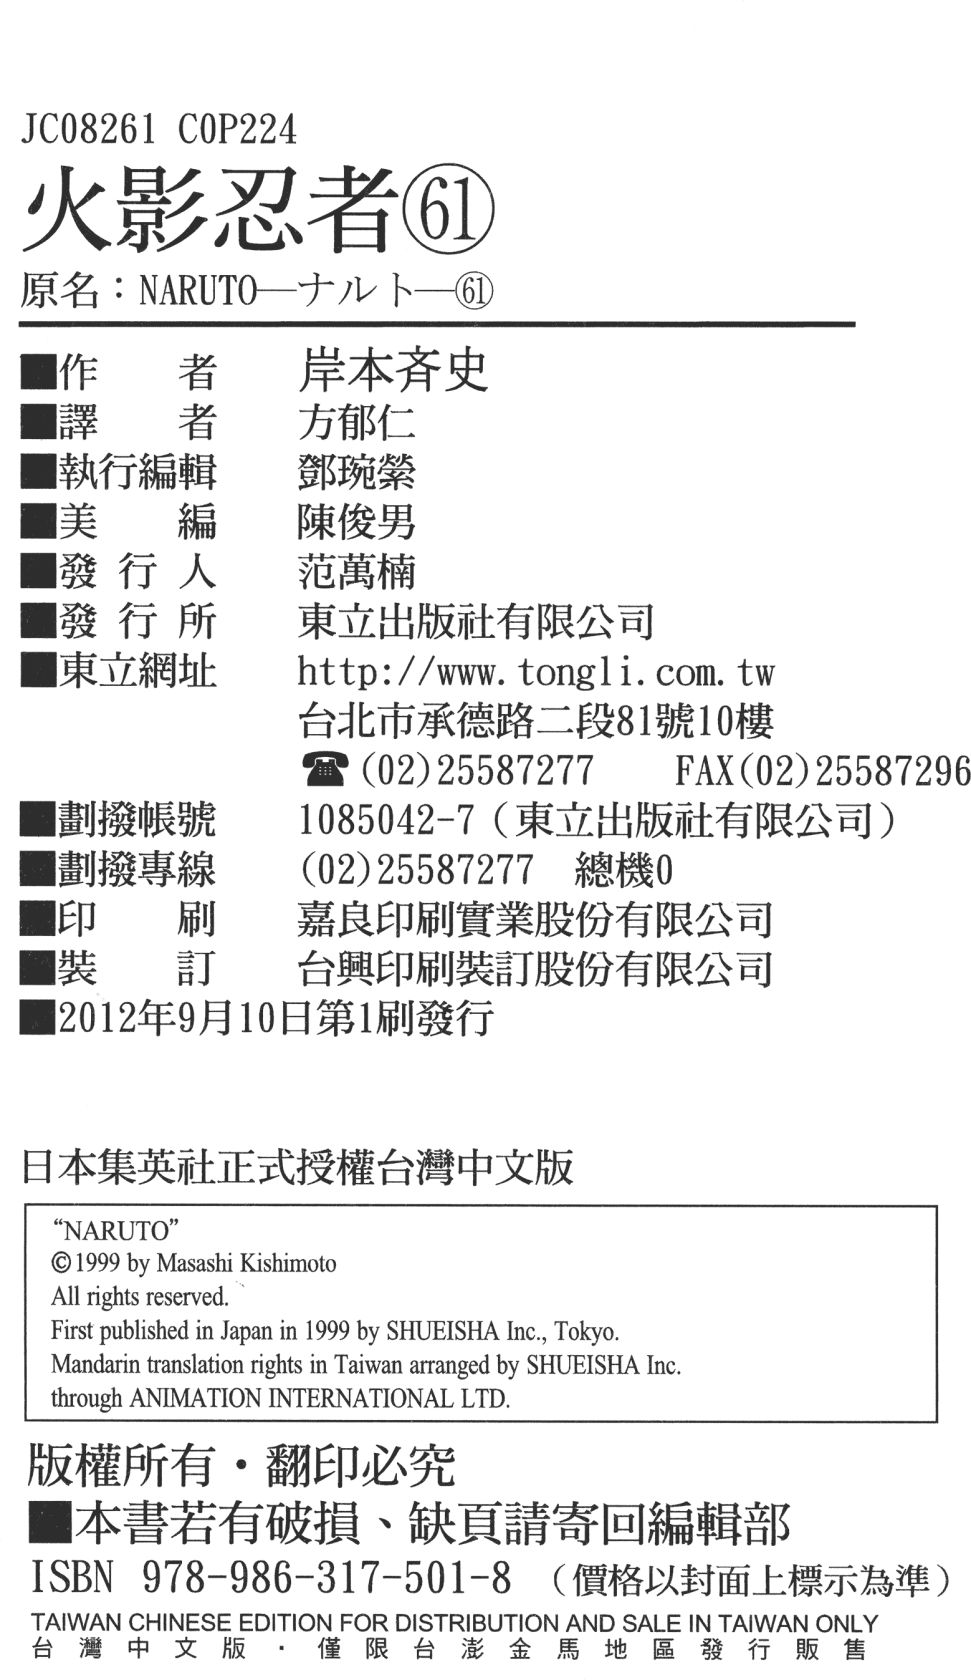 JC08261 C0P224
火影忍者61
原名：NARUTO—ナルト—61
■作者 岸本斉史
■譯者 方郁仁
■執行編輯 鄧琬縈
■美編 陳俊男
■發行人 范萬楠
■發行所 東立出版社有限公司
■東立網址 http://www.tongli.com.tw
台北市承德路二段81號10樓
☎(02)25587277 FAX(02)25587296
■劃撥帳號 1085042-7（東立出版社有限公司）
■劃撥專線 (02)25587277 總機0
■印刷 嘉良印刷實業股份有限公司
■裝訂 台興印刷裝訂股份有限公司
■2012年9月10日第1刷發行
日本集英社正式授權台灣中文版
“NARUTO”
©1999 by Masashi Kishimoto
All rights reserved.
First published in Japan in 1999 by SHUEISHA Inc., Tokyo.
Mandarin translation rights in Taiwan arranged by SHUEISHA Inc.
through ANIMATION INTERNATIONAL LTD.
版權所有・翻印必究
■本書若有破損、缺頁請寄回編輯部
ISBN 978-986-317-501-8 （價格以封面上標示為準）
TAIWAN CHINESE EDITION FOR DISTRIBUTION AND SALE IN TAIWAN ONLY
台灣中文版・僅限台澎金馬地區發行販售